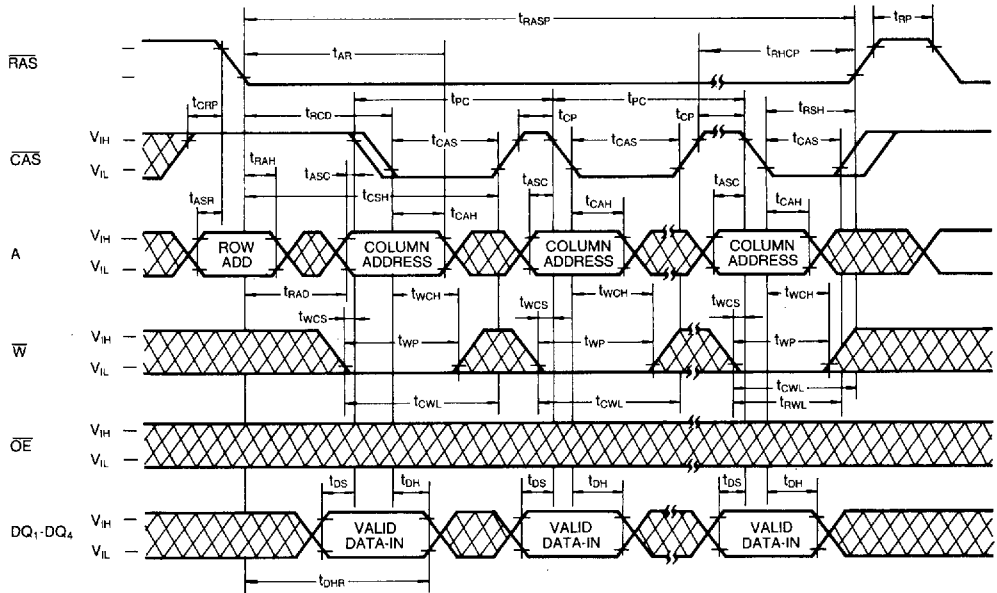 tRASP
tRP
tAR
tRHCP
RAS
tCRP
tPC
tPC
tRCD
tCP
tCP
tRSH
VIH
CAS
VIL
tCAS
tCAS
tCAS
tRAH
tASC
tASC
tASC
tCSH
tASR
tCAH
tCAH
tCAH
VIH
A
VIL
ROW
ADD
COLUMN
ADDRESS
COLUMN
ADDRESS
COLUMN
ADDRESS
tRAD
tWCH
tWCH
tWCH
tWCS
tWCS
tWCS
VIH
W
VIL
tWP
tWP
tWP
tCWL
tCWL
tCWL
tRWL
VIH
OE
VIL
tDS
tDH
tDS
tDH
tDS
tDH
VIH
DQ1-DQ4
VIL
VALID
DATA-IN
VALID
DATA-IN
VALID
DATA-IN
tDHR